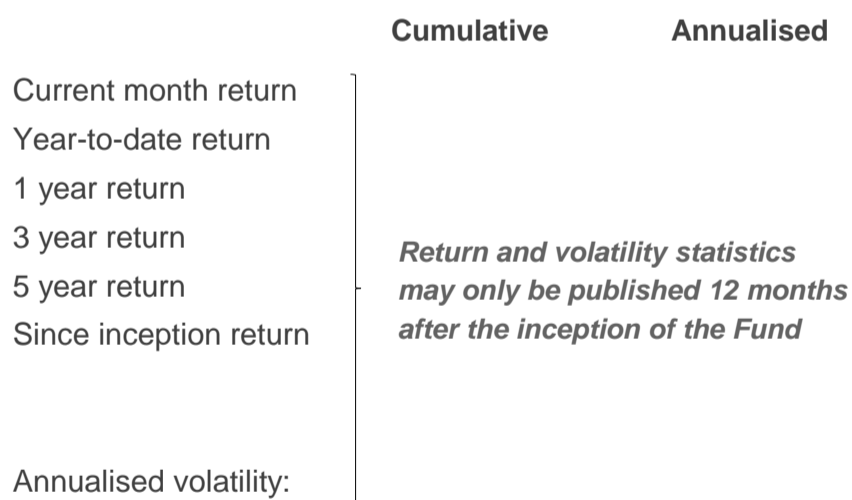 Cumulative Annualised
Current month return
Year-to-date return
1 year return
3 year return
5 year return
Since inception return
Return and volatility statistics
may only be published 12 months
after the inception of the Fund
Annualised volatility: